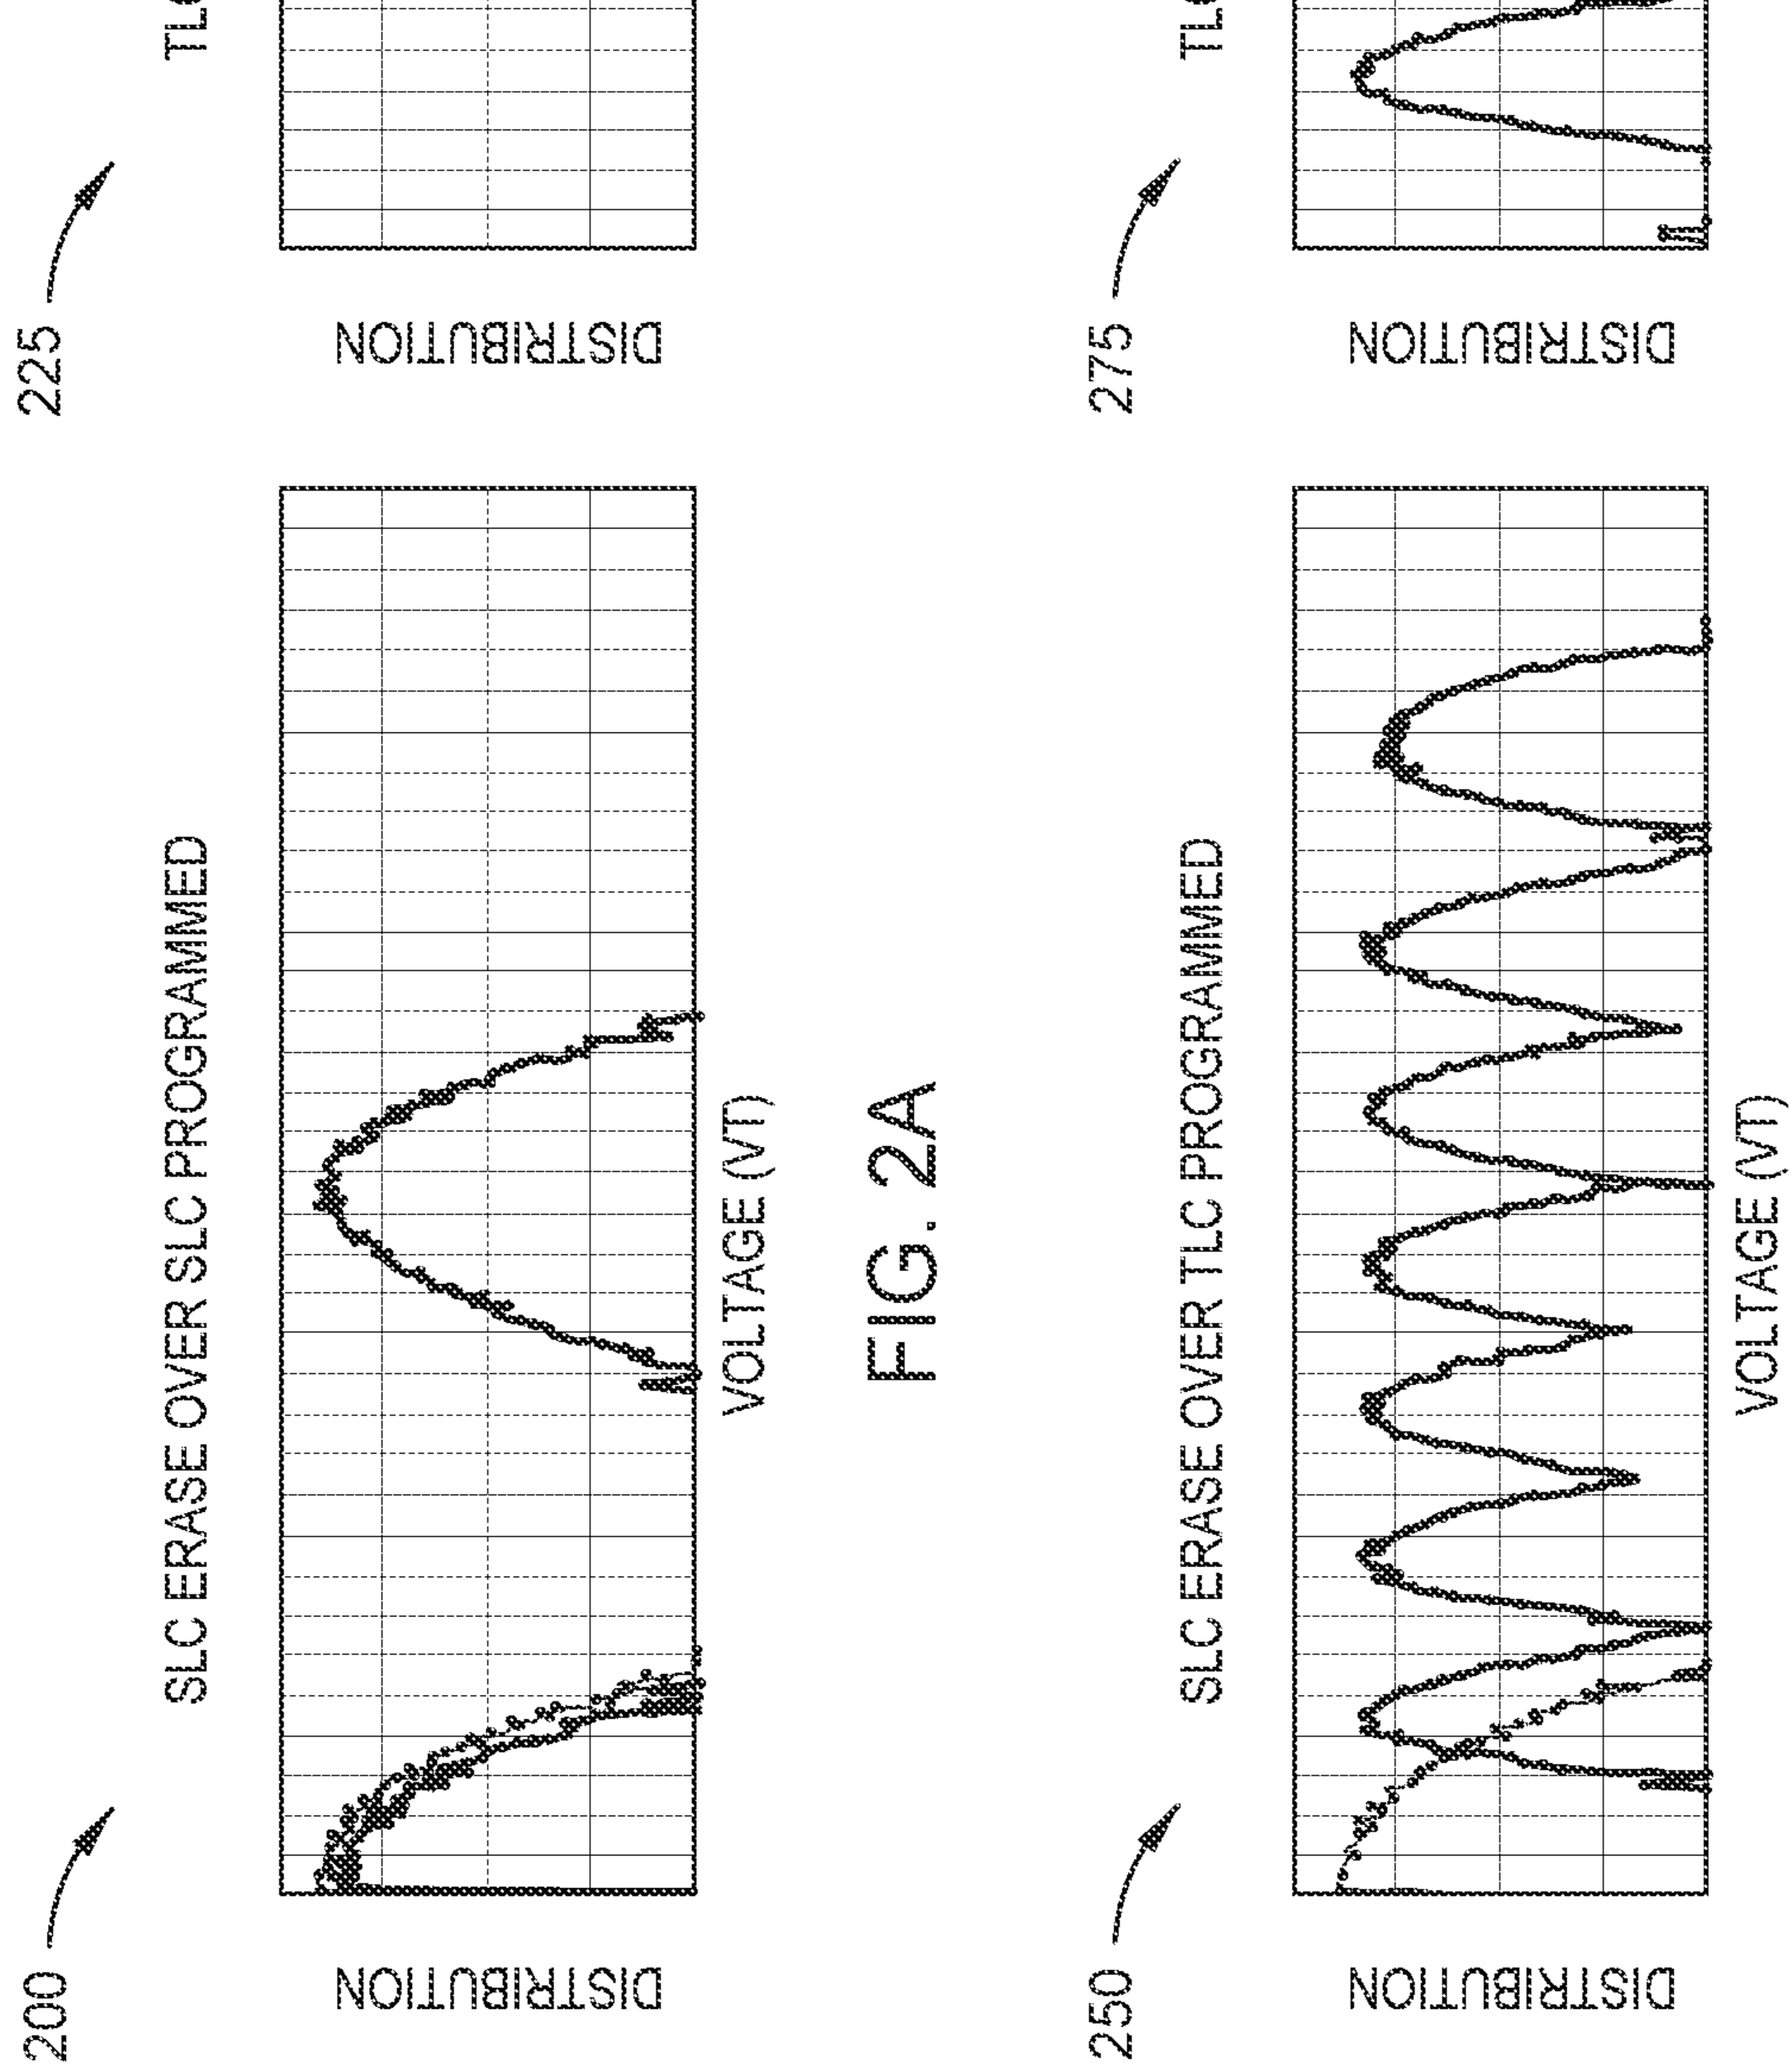 200
SLC ERASE OVER SLC PROGRAMMED
DISTRIBUTION
VOLTAGE (VT)
FIG. 2A
225
DISTRIBUTION
250
SLC ERASE OVER TLC PROGRAMMED
DISTRIBUTION
VOLTAGE (VT)
275
DISTRIBUTION